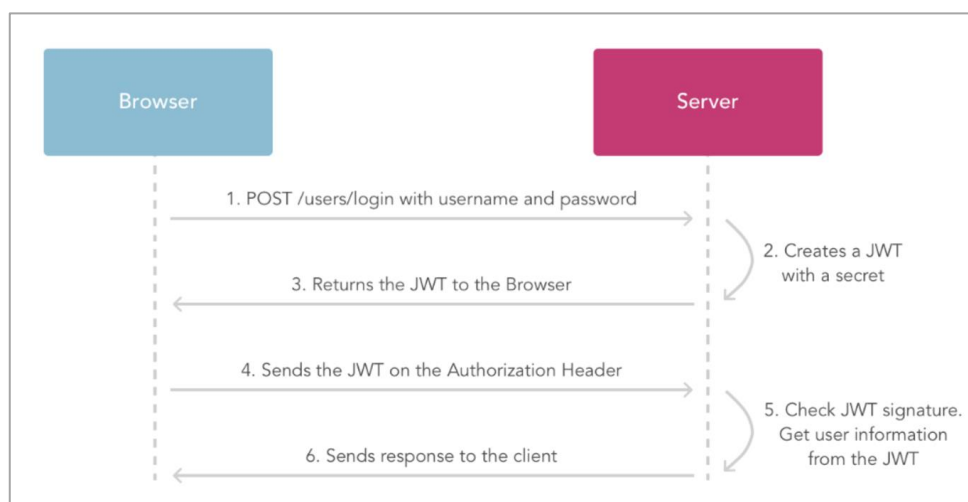 Browser
Server
1. POST /users/login with username and password
2. Creates a JWT
with a secret
3. Returns the JWT to the Browser
4. Sends the JWT on the Authorization Header
5. Check JWT signature.
Get user information
from the JWT
6. Sends response to the client